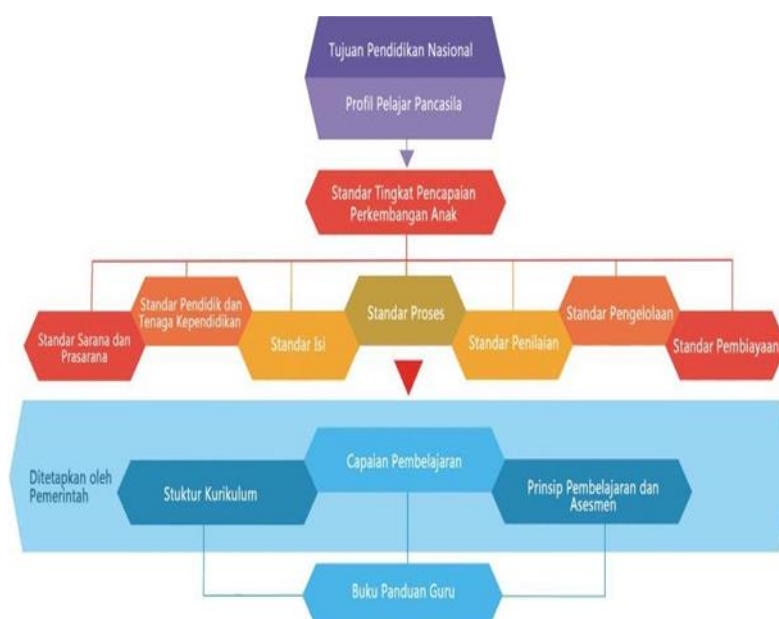 Tujuan Pendidikan Nasional
Profil Pelajar Pancasila
Standar Tingkat Pencapaian
Perkembangan Anak
Standar Sarana dan
Prasarana
Standar Pendidik dan
Tenaga Kependidikan
Standar Isi
Standar Proses
Standar Penilaian
Standar Pengelolaan
Standar Pembiayaan
Ditetapkan oleh
Pemerintah
Stuktur Kurikulum
Capaian Pembelajaran
Prinsip Pembelajaran dan
Asesmen
Buku Panduan Guru